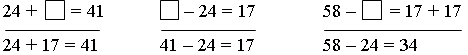 24 + □ = 41
24 + 17 = 41
□ – 24 = 17
41 – 24 = 17
58 – □ = 17 + 17
58 – 24 = 34